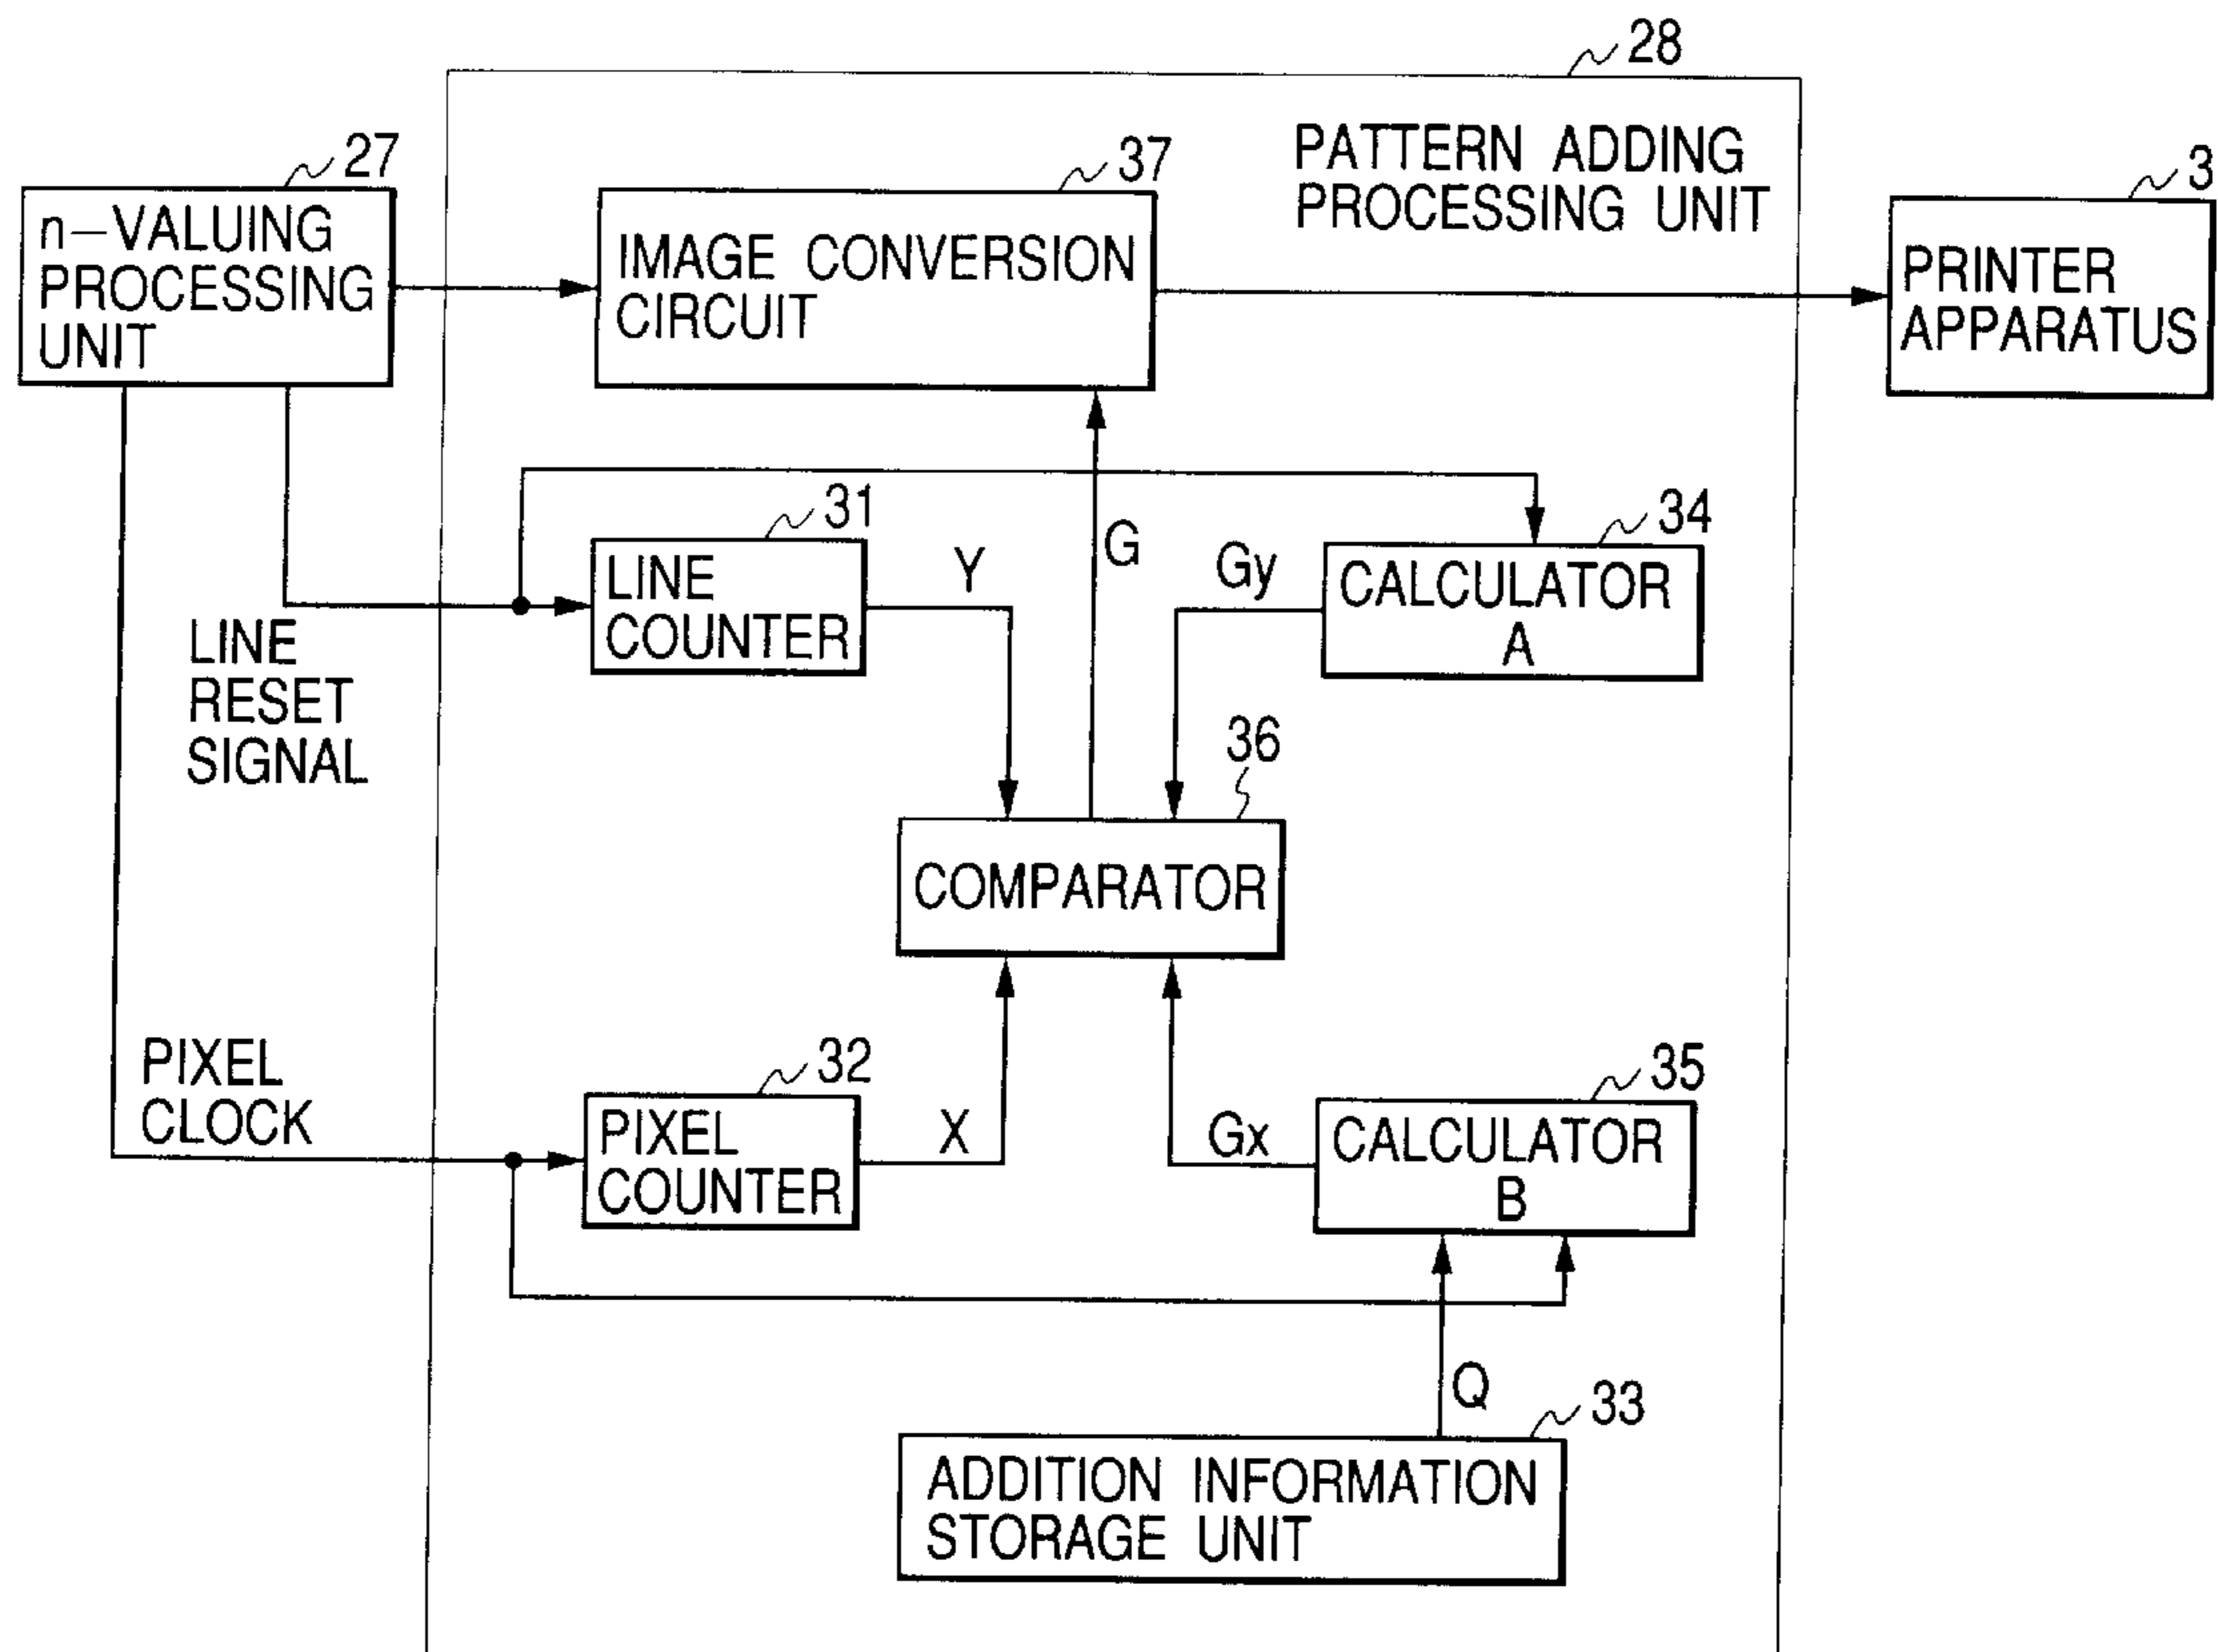 28
27
n-VALUING
PROCESSING
UNIT
37
IMAGE CONVERSION
CIRCUIT
PATTERN ADDING
PROCESSING UNIT
3
PRINTER
APPARATUS
31
LINE
COUNTER
Y
G
Gy
34
CALCULATOR
A
LINE
RESET
SIGNAL
36
COMPARATOR
PIXEL
CLOCK
32
PIXEL
COUNTER
X
Gx
35
CALCULATOR
B
Q
33
ADDITION INFORMATION
STORAGE UNIT